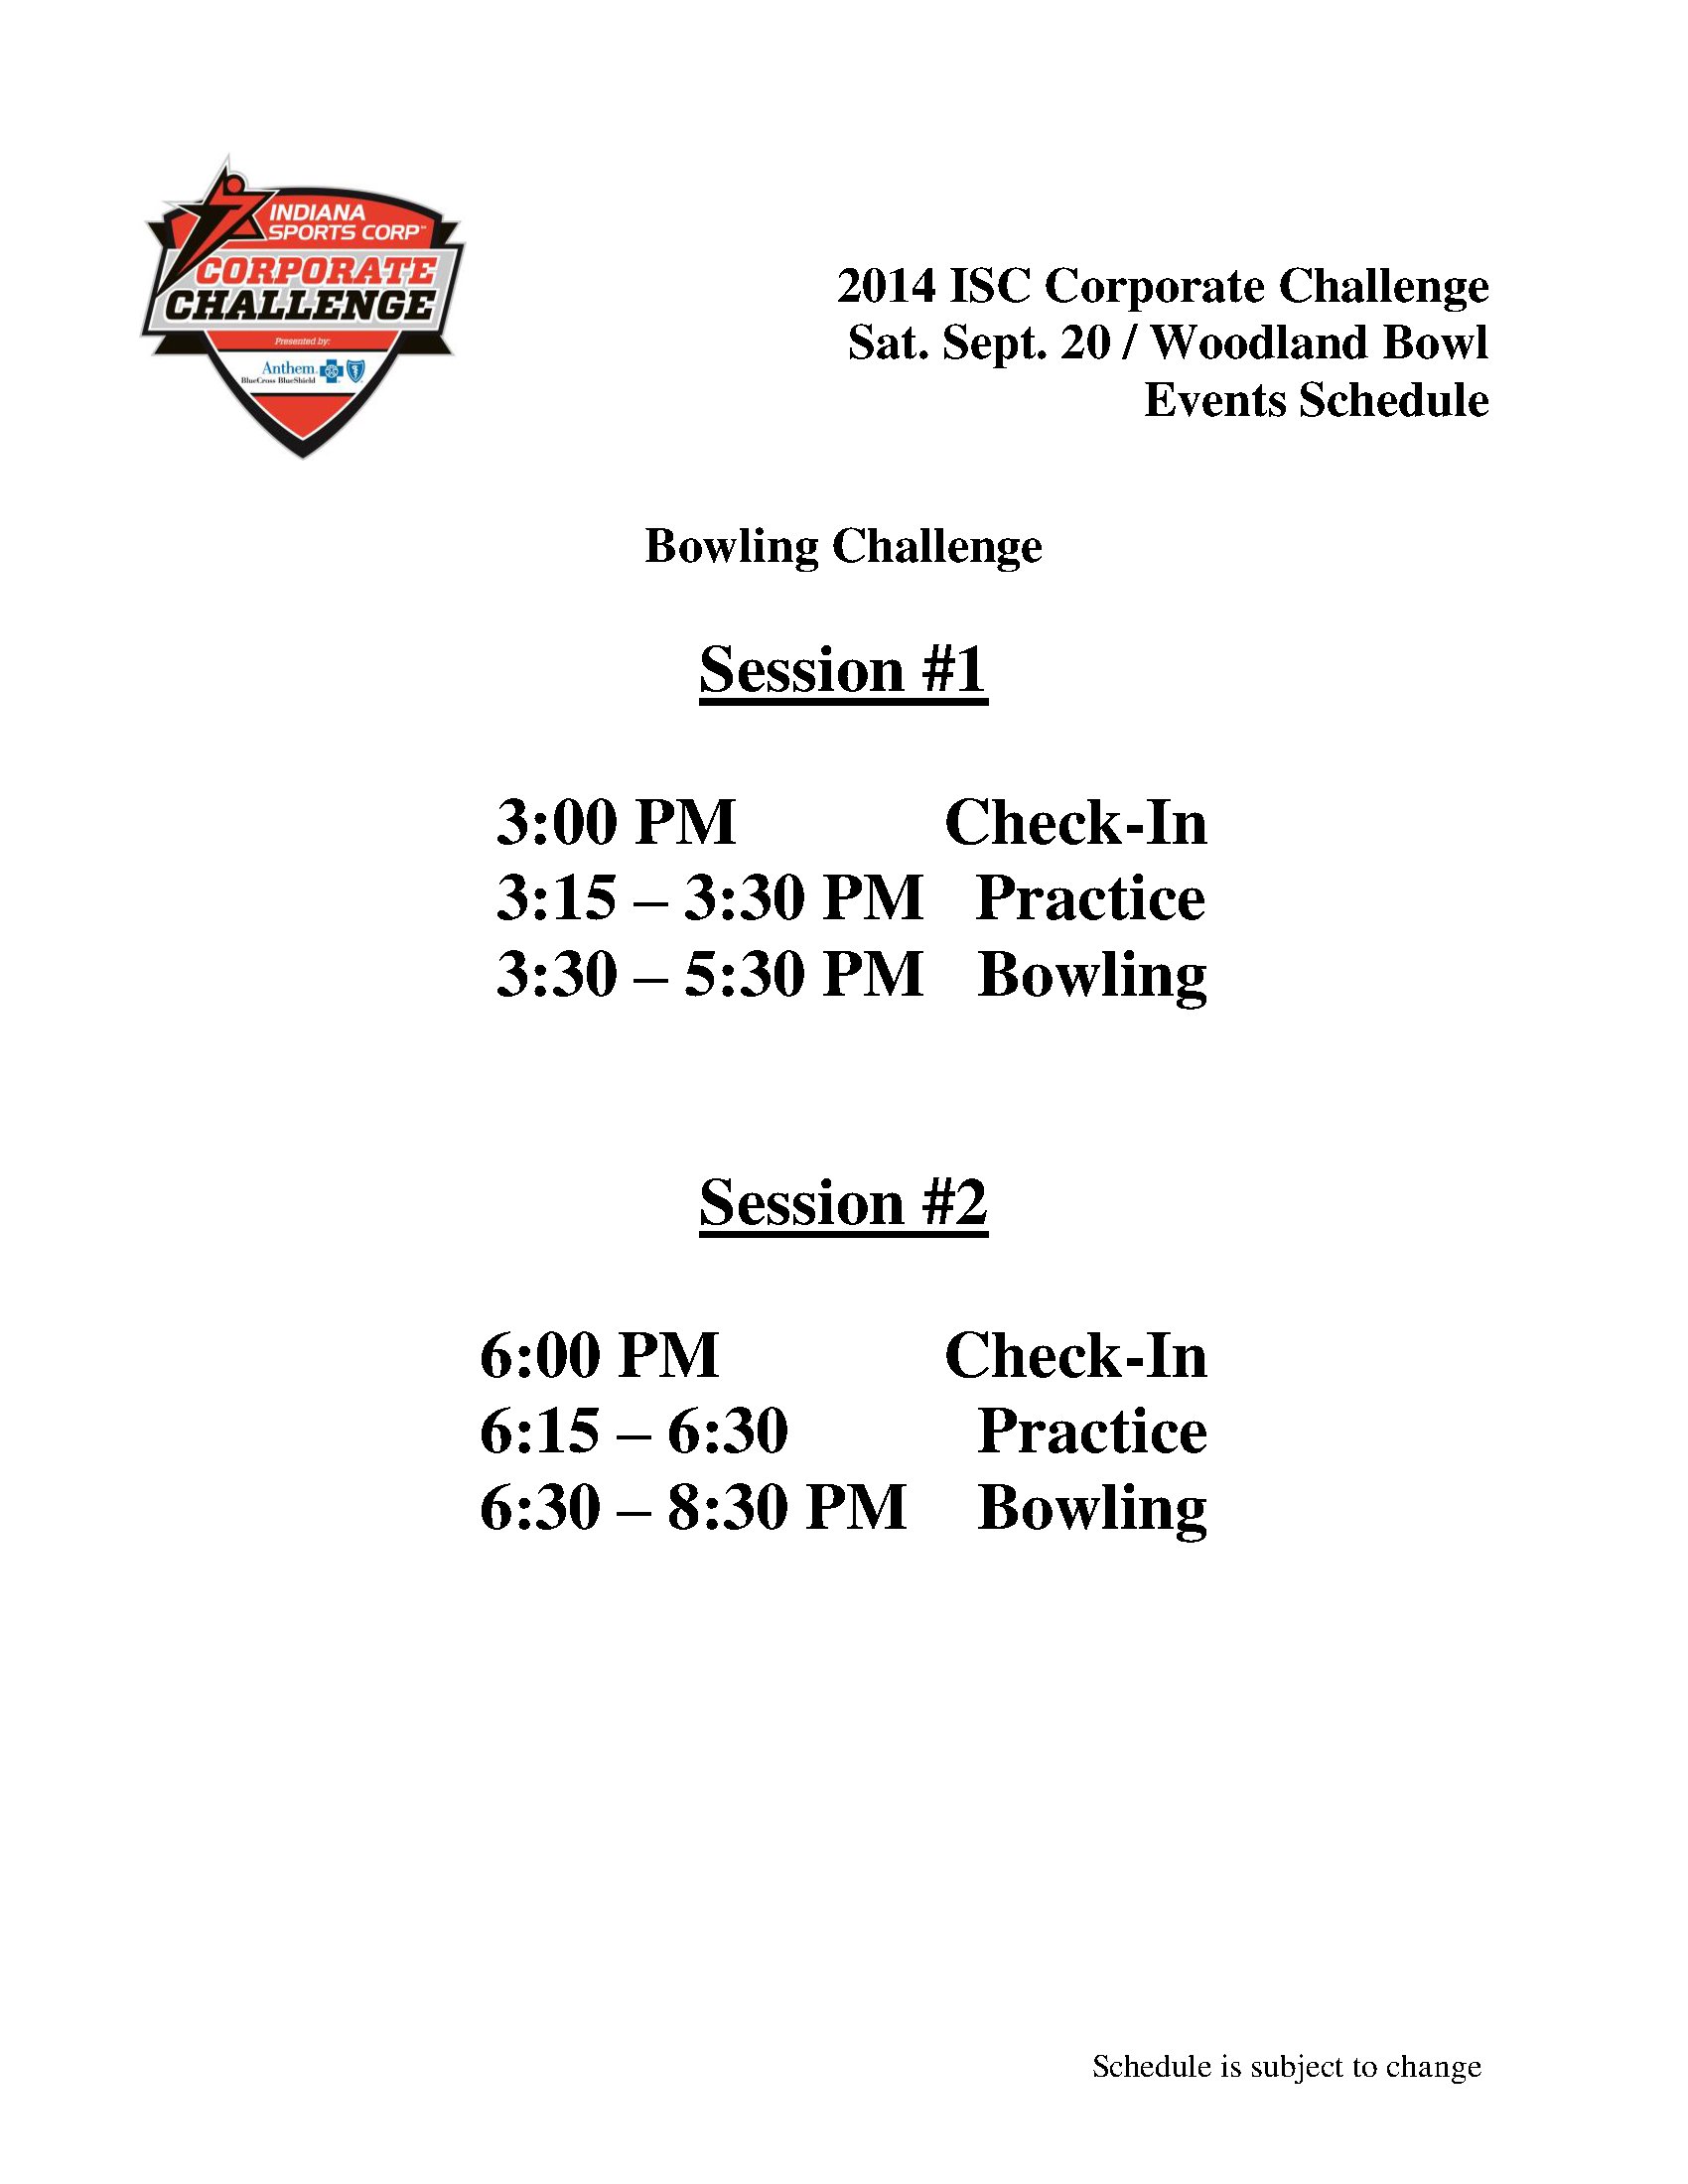 INDIANA
SPORTS CORP™
CORPORATE
CHALLENGE
Presented by:
Anthem
BlueCross BlueShield
2014 ISC Corporate Challenge
Sat. Sept. 20 / Woodland Bowl
Events Schedule
Bowling Challenge
Session #1
3:00 PM Check-In
3:15 – 3:30 PM Practice
3:30 – 5:30 PM Bowling
Session #2
6:00 PM Check-In
6:15 – 6:30 Practice
6:30 – 8:30 PM Bowling
Schedule is subject to change